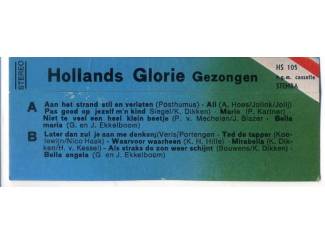 STEREO
Hollands Glorie Gezongen
HS 105
n.g.m. cassette
STEMRA
A
Aan het strand stil en verlaten (Posthumus) - Ali (A. Hoes/Jolink/Jolij)
Pas goed op jezelf m'n kind (Siegel/K. Dikken) - Marie (P. Kartner)
Niet te veel een heel klein beetje (P. v. Mechelen/J. Blazer - Bella
maria (G. en J. Ekkelboom)
B
Later dan zul je aan me denken(Veris/Portengen - Ted de tapper (Koe-
lewijn/Nico Haak) - Waarvoor waarheen (K. H. Hille) - Mirabella (K. Dik-
ken/H. v. Kessel) - Als straks de zon weer schijnt (Bouwens/K. Dikken) -
Bella angela (G. en J. Ekkelboom)